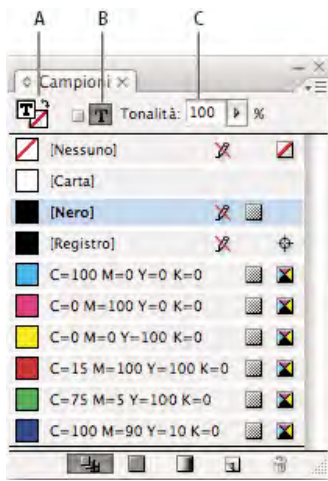 A B C
Campioni
T T Tonalità: 100 %
[Nessuno]
[Carta]
[Nero]
[Registro]
C=100 M=0 Y=0 K=0
C=0 M=100 Y=0 K=0
C=0 M=0 Y=100 K=0
C=15 M=100 Y=100 K=0
C=75 M=5 Y=100 K=0
C=100 M=90 Y=10 K=0